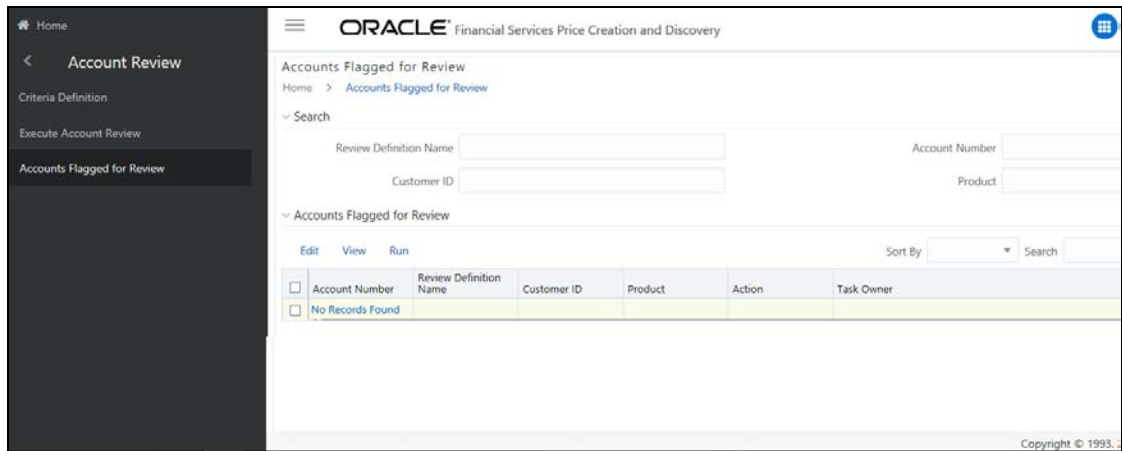 Home
Account Review
Criteria Definition
Execute Account Review
Accounts Flagged for Review
ORACLE Financial Services Price Creation and Discovery
Accounts Flagged for Review
Home > Accounts Flagged for Review
Search
Review Definition Name Account Number
Customer ID Product
Accounts Flagged for Review
Edit View Run Sort By Search
Account Number Review Definition Name Customer ID Product Action Task Owner
No Records Found
Copyright © 1993,